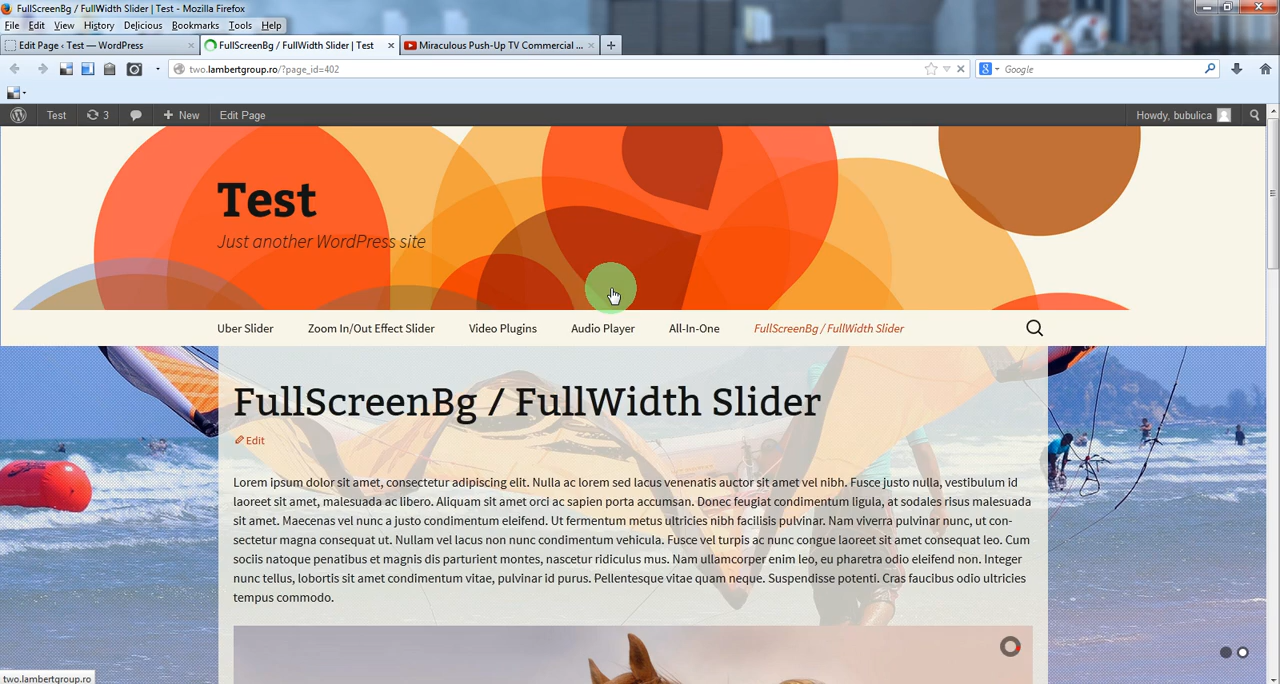 FullScreenBg / FullWidth Slider | Test - Mozilla Firefox
File Edit View History Delicious Bookmarks Tools Help
Edit Page ‹ Test — WordPress
FullScreenBg / FullWidth Slider | Test
Miraculous Push-Up TV Commercial ...
two.lambertgroup.ro/?page_id=402
Google
Test 3 New Edit Page Howdy, bubulica
Test
Just another WordPress site
Uber Slider Zoom In/Out Effect Slider Video Plugins Audio Player All-In-One FullScreenBg / FullWidth Slider
FullScreenBg / FullWidth Slider
Edit
Lorem ipsum dolor sit amet, consectetur adipiscing elit. Nulla ac lorem sed lacus venenatis auctor sit amet vel nibh. Fusce justo nulla, vestibulum id
laoreet sit amet, malesuada ac libero. Aliquam sit amet orci ac sapien porta accumsan. Donec feugiat condimentum ligula, at sodales risus malesuada
sit amet. Maecenas vel nunc a justo condimentum eleifend. Ut fermentum metus ultricies nibh facilisis pulvinar. Nam viverra pulvinar nunc, ut con-
sectetur magna consequat ut. Nullam vel lacus non nunc condimentum vehicula. Fusce vel turpis ac nunc congue laoreet sit amet consequat leo. Cum
sociis natoque penatibus et magnis dis parturient montes, nascetur ridiculus mus. Nam ullamcorper enim leo, eu pharetra odio eleifend non. Integer
nunc tellus, lobortis sit amet condimentum vitae, pulvinar id purus. Pellentesque vitae quam neque. Suspendisse potenti. Cras faucibus odio ultricies
tempus commodo.
two.lambertgroup.ro